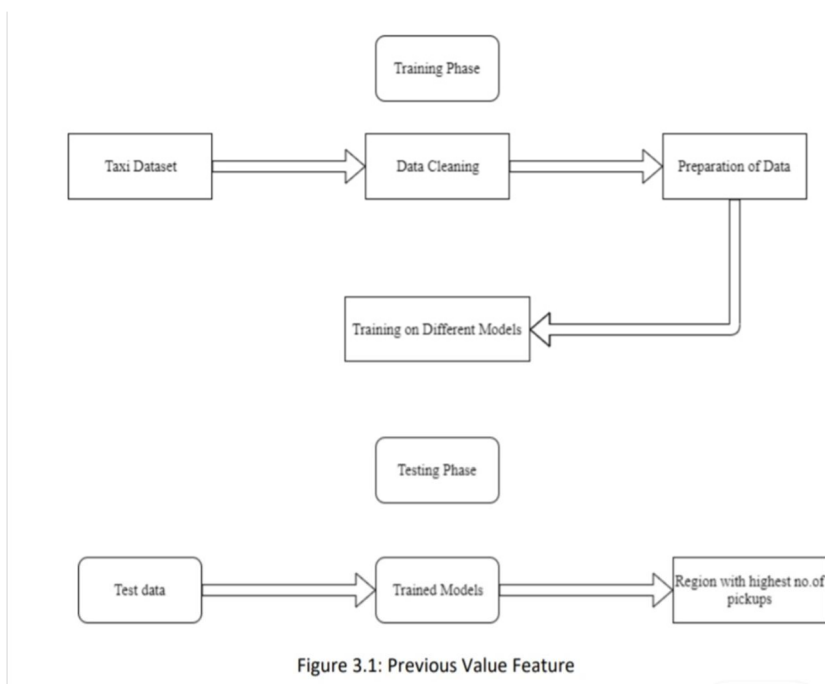 Training Phase
Taxi Dataset
Data Cleaning
Preparation of Data
Training on Different Models
Testing Phase
Test data
Trained Models
Region with highest no.of
pickups
Figure 3.1: Previous Value Feature